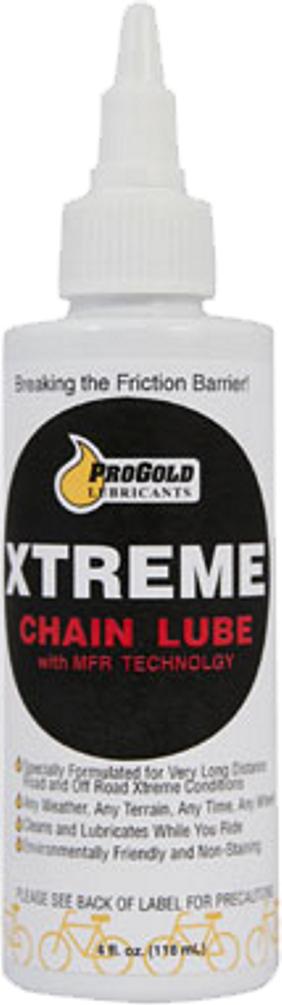 Breaking the Friction Barrier!
PROGOLD
LUBRICANTS
XTREME
CHAIN LUBE
with MFR TECHNOLGY
Specially Formulated for Very Long Distance
Road and Off Road Xtreme Conditions
Any Weather, Any Terrain, Any Time, Any
Cleans and Lubricates While You Ride
Environmentally Friendly and Non-Staining
PLEASE SEE BACK OF LABEL FOR PRECAUTIONS
4 fl. oz. (118 mL)